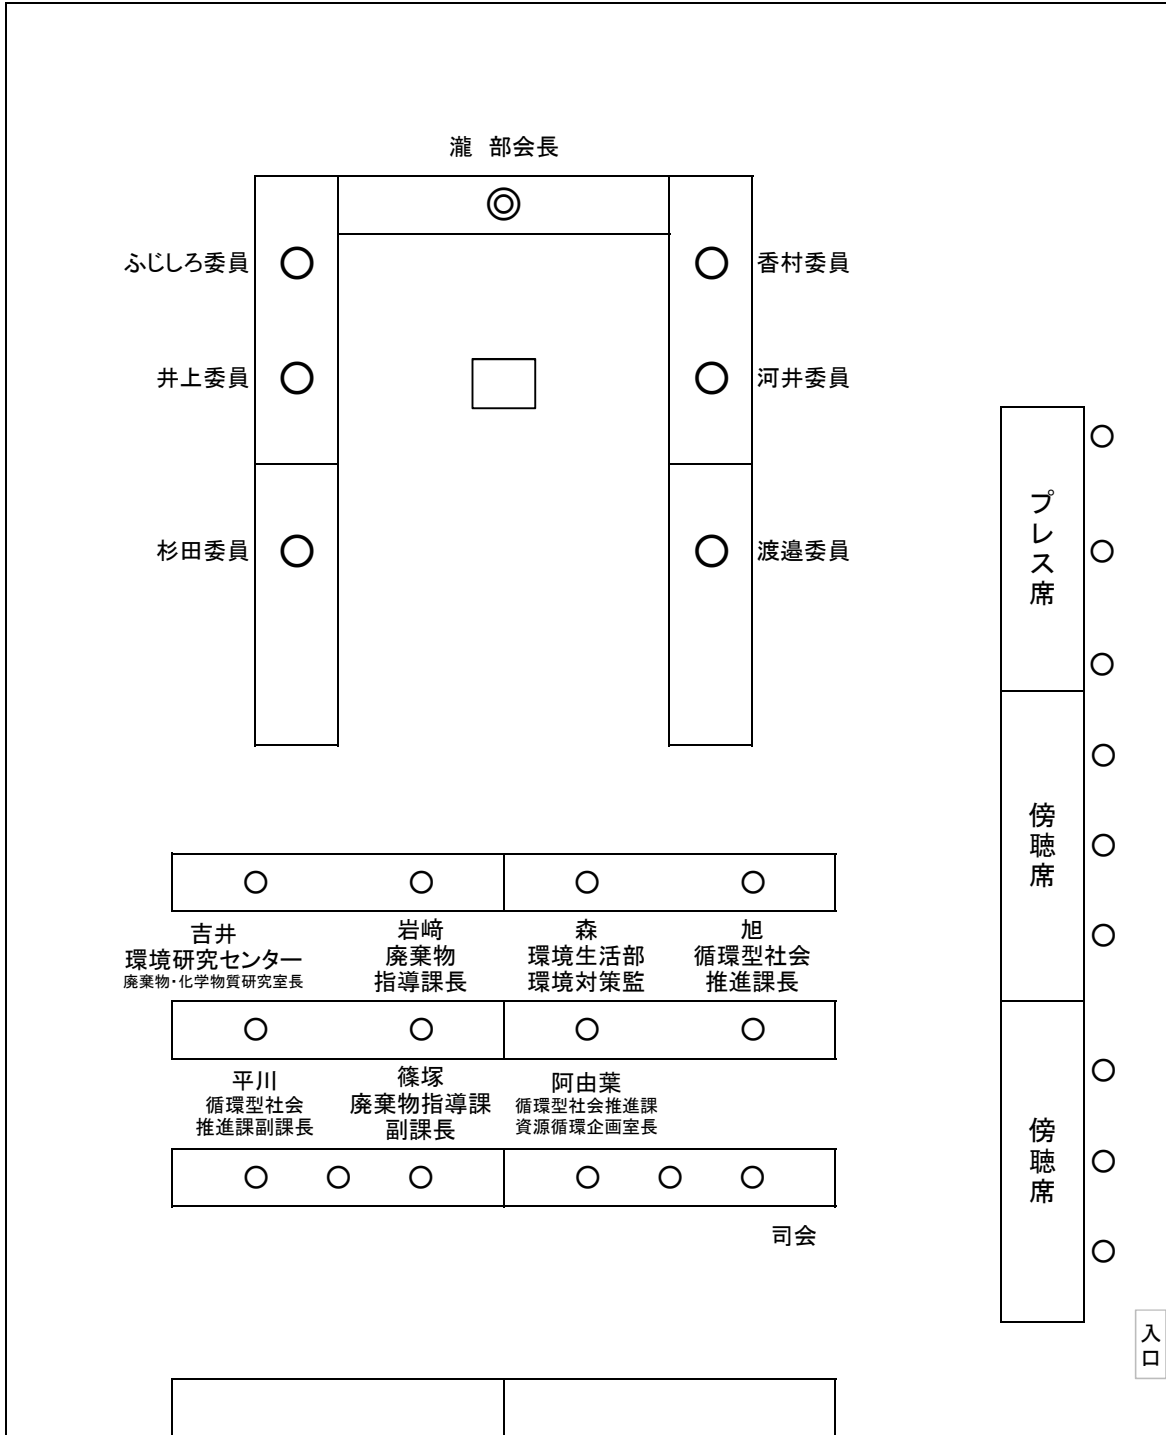 瀧 部会長
ふじしろ委員
香村委員
井上委員
河井委員
杉田委員
渡邉委員
プレス席
傍聴席
吉井
環境研究センター
廃棄物・化学物質研究室長
岩﨑
廃棄物
指導課長
森
環境生活部
環境対策監
旭
循環型社会
推進課長
平川
循環型社会
推進課副課長
篠塚
廃棄物指導課
副課長
阿由葉
循環型社会推進課
資源循環企画室長
傍聴席
司会
入口